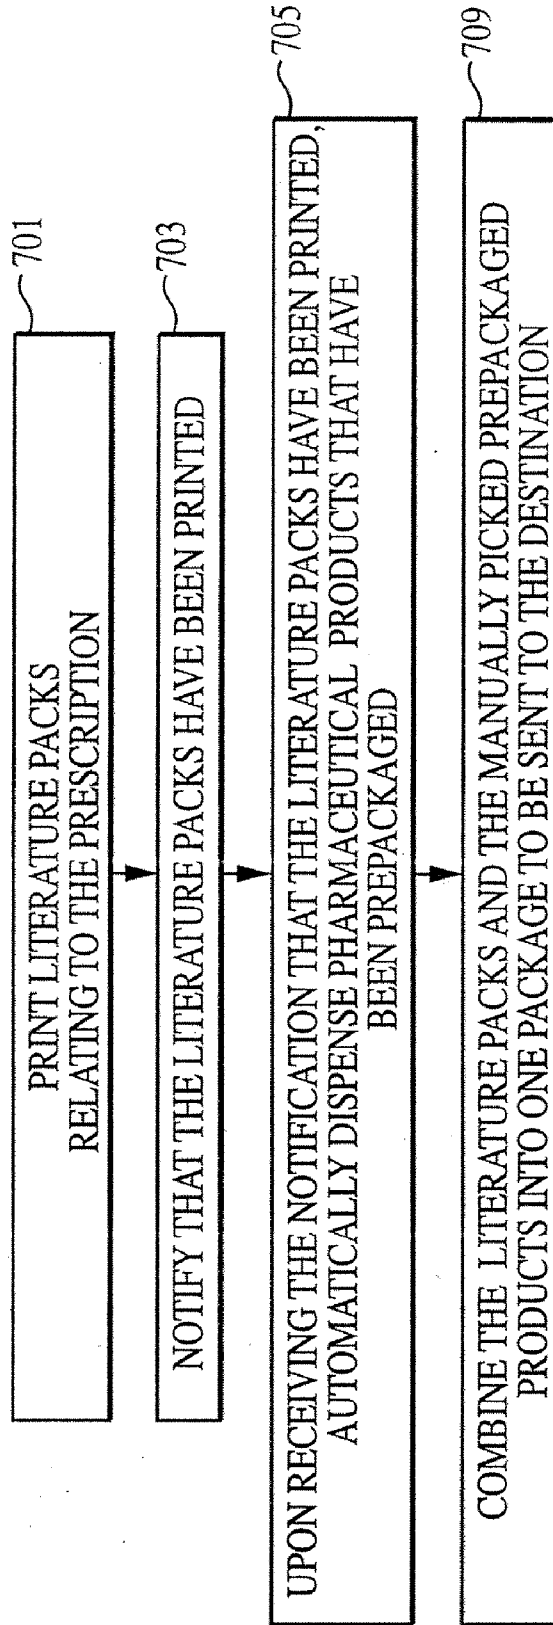 PRINT LITERATURE PACKS
RELATING TO THE PRESCRIPTION
701
NOTIFY THAT THE LITERATURE PACKS HAVE BEEN PRINTED
703
UPON RECEIVING THE NOTIFICATION THAT THE LITERATURE PACKS HAVE BEEN PRINTED,
AUTOMATICALLY DISPENSE PHARMACEUTICAL PRODUCTS THAT HAVE
BEEN PREPACKAGED
705
COMBINE THE LITERATURE PACKS AND THE MANUALLY PICKED PREPACKAGED
PRODUCTS INTO ONE PACKAGE TO BE SENT TO THE DESTINATION
709